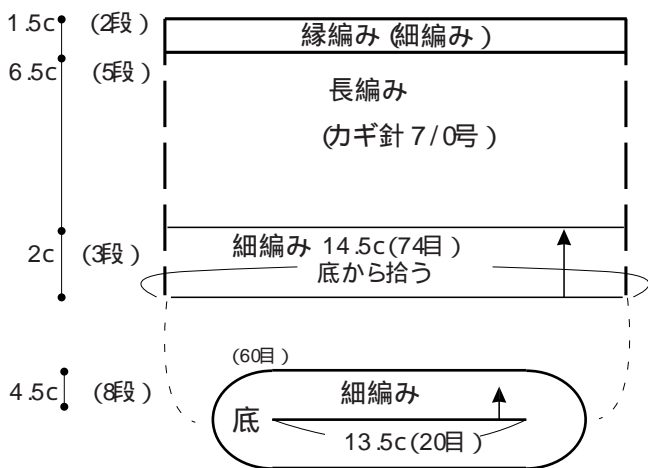 1.5c (2段)
縁編み(細編み)
6.5c (5段)
長編み
(カギ針7/0号)
2c (3段)
細編み 14.5c(74目)
底から拾う
(60目)
4.5c (8段)
細編み
底
13.5c(20目)